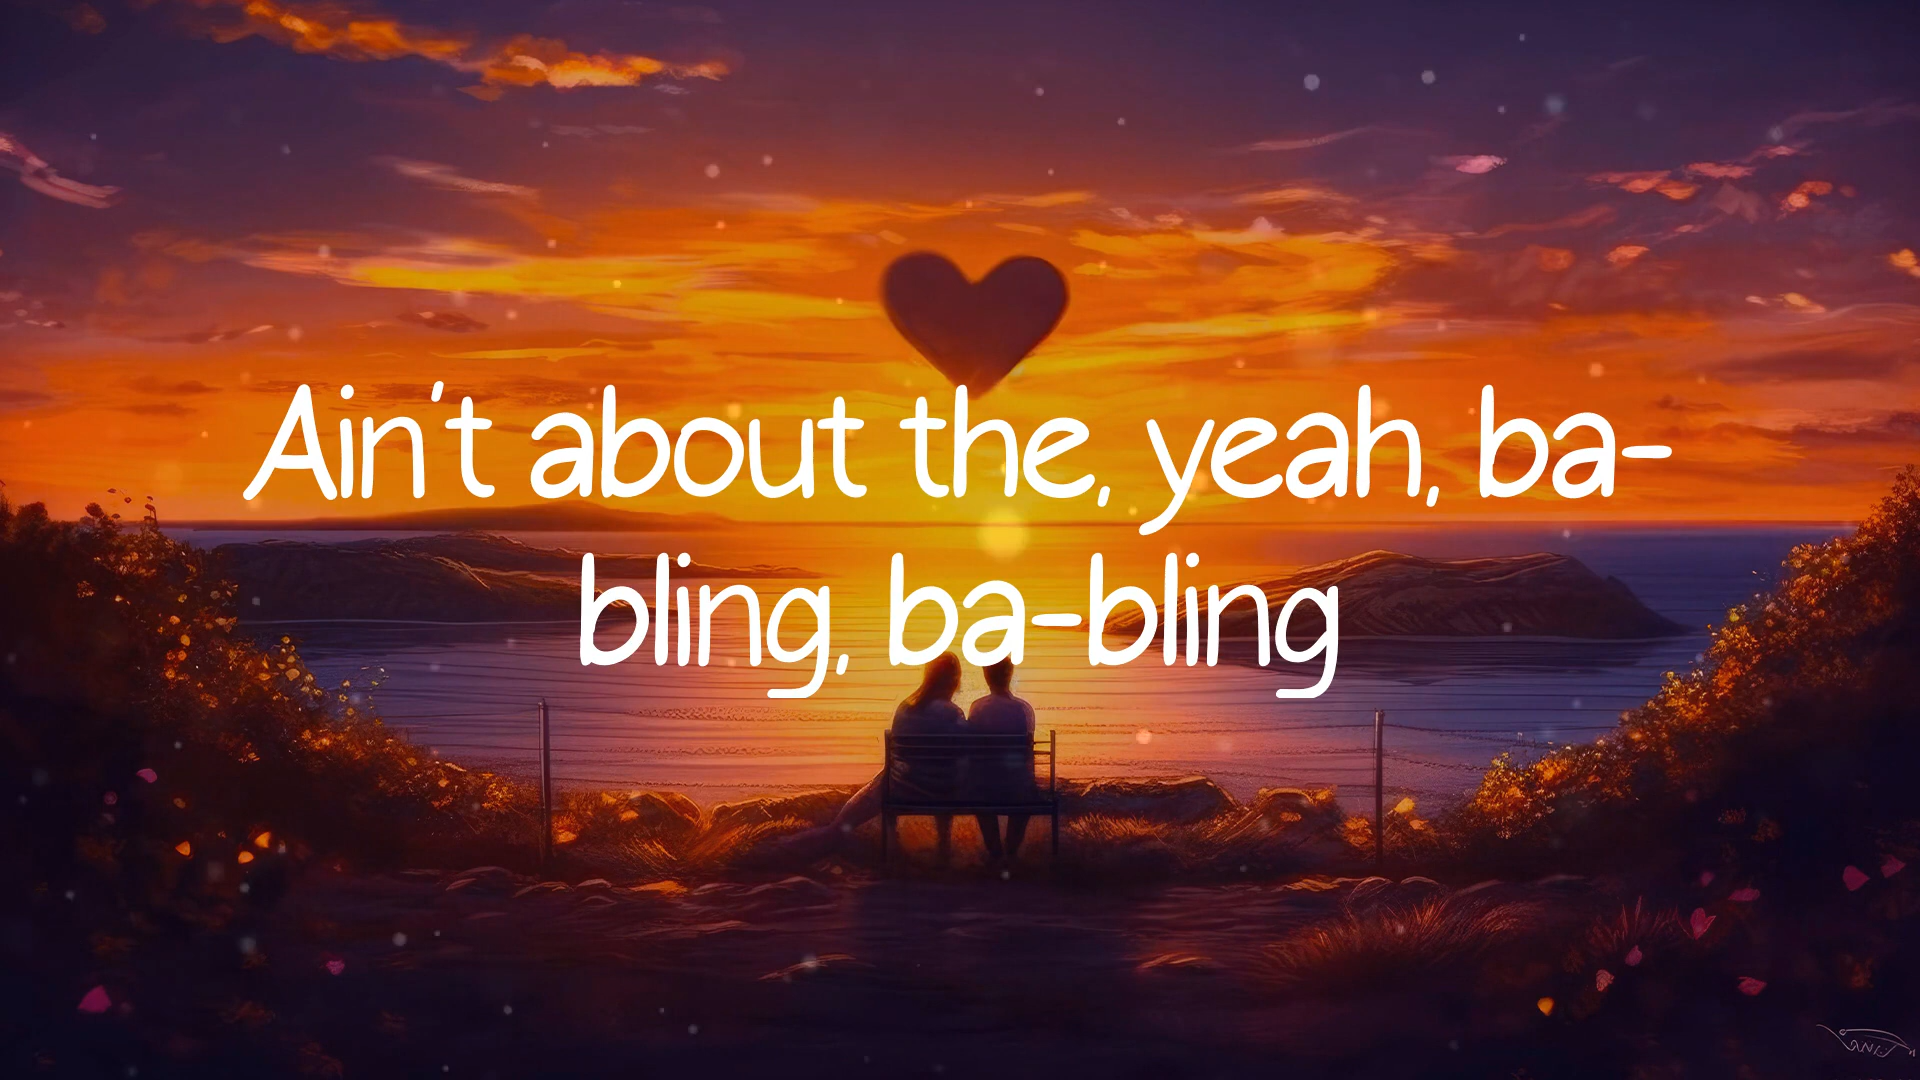 Ain't about the, yeah, ba-
bling, ba-bling